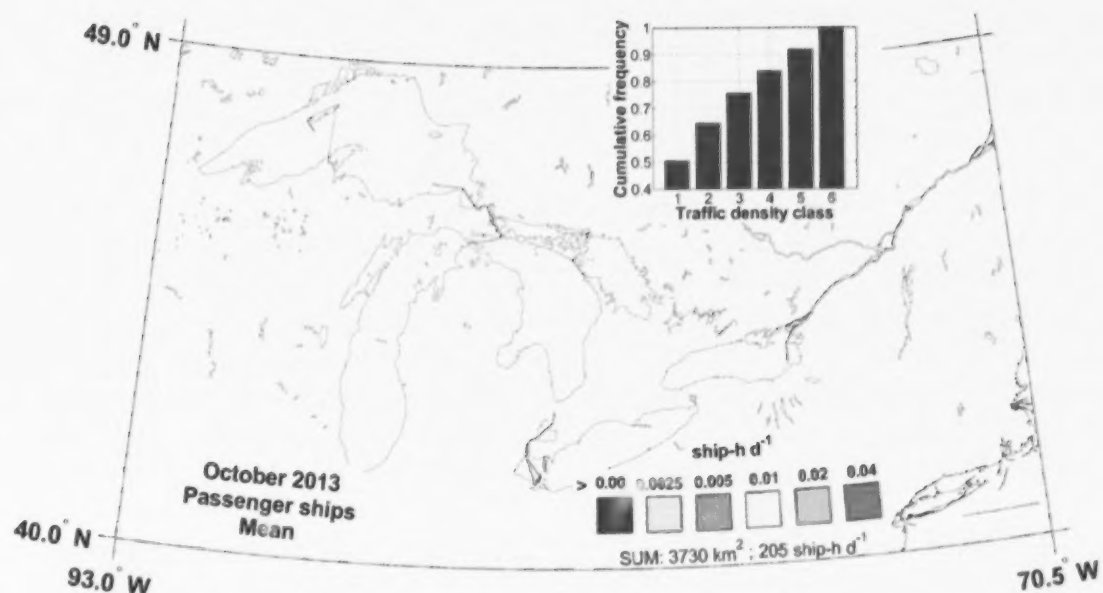 49.0° N
Cumulative frequency
1
0.9
0.8
0.7
0.6
0.5
0.4
1 2 3 4 5 6
Traffic density class
October 2013
Passenger ships
Mean
ship-h d⁻¹
> 0.00 0.0025 0.005 0.01 0.02 0.04
SUM: 3730 km² ; 205 ship-h d⁻¹
40.0° N
93.0° W
70.5° W